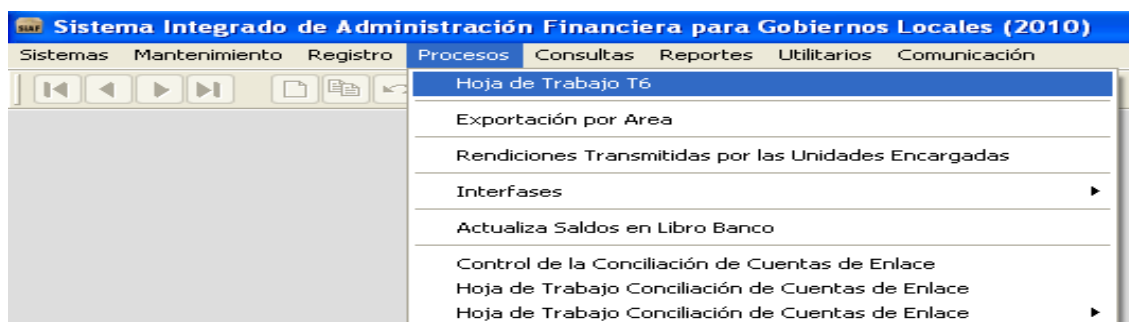 SIAF Sistema Integrado de Administración Financiera para Gobiernos Locales (2010)
Sistemas Mantenimiento Registro Procesos Consultas Reportes Utilitarios Comunicación
Hoja de Trabajo T6
Exportación por Area
Rendiciones Transmitidas por las Unidades Encargadas
Interfases
Actualiza Saldos en Libro Banco
Control de la Conciliación de Cuentas de Enlace
Hoja de Trabajo Conciliación de Cuentas de Enlace
Hoja de Trabajo Conciliación de Cuentas de Enlace